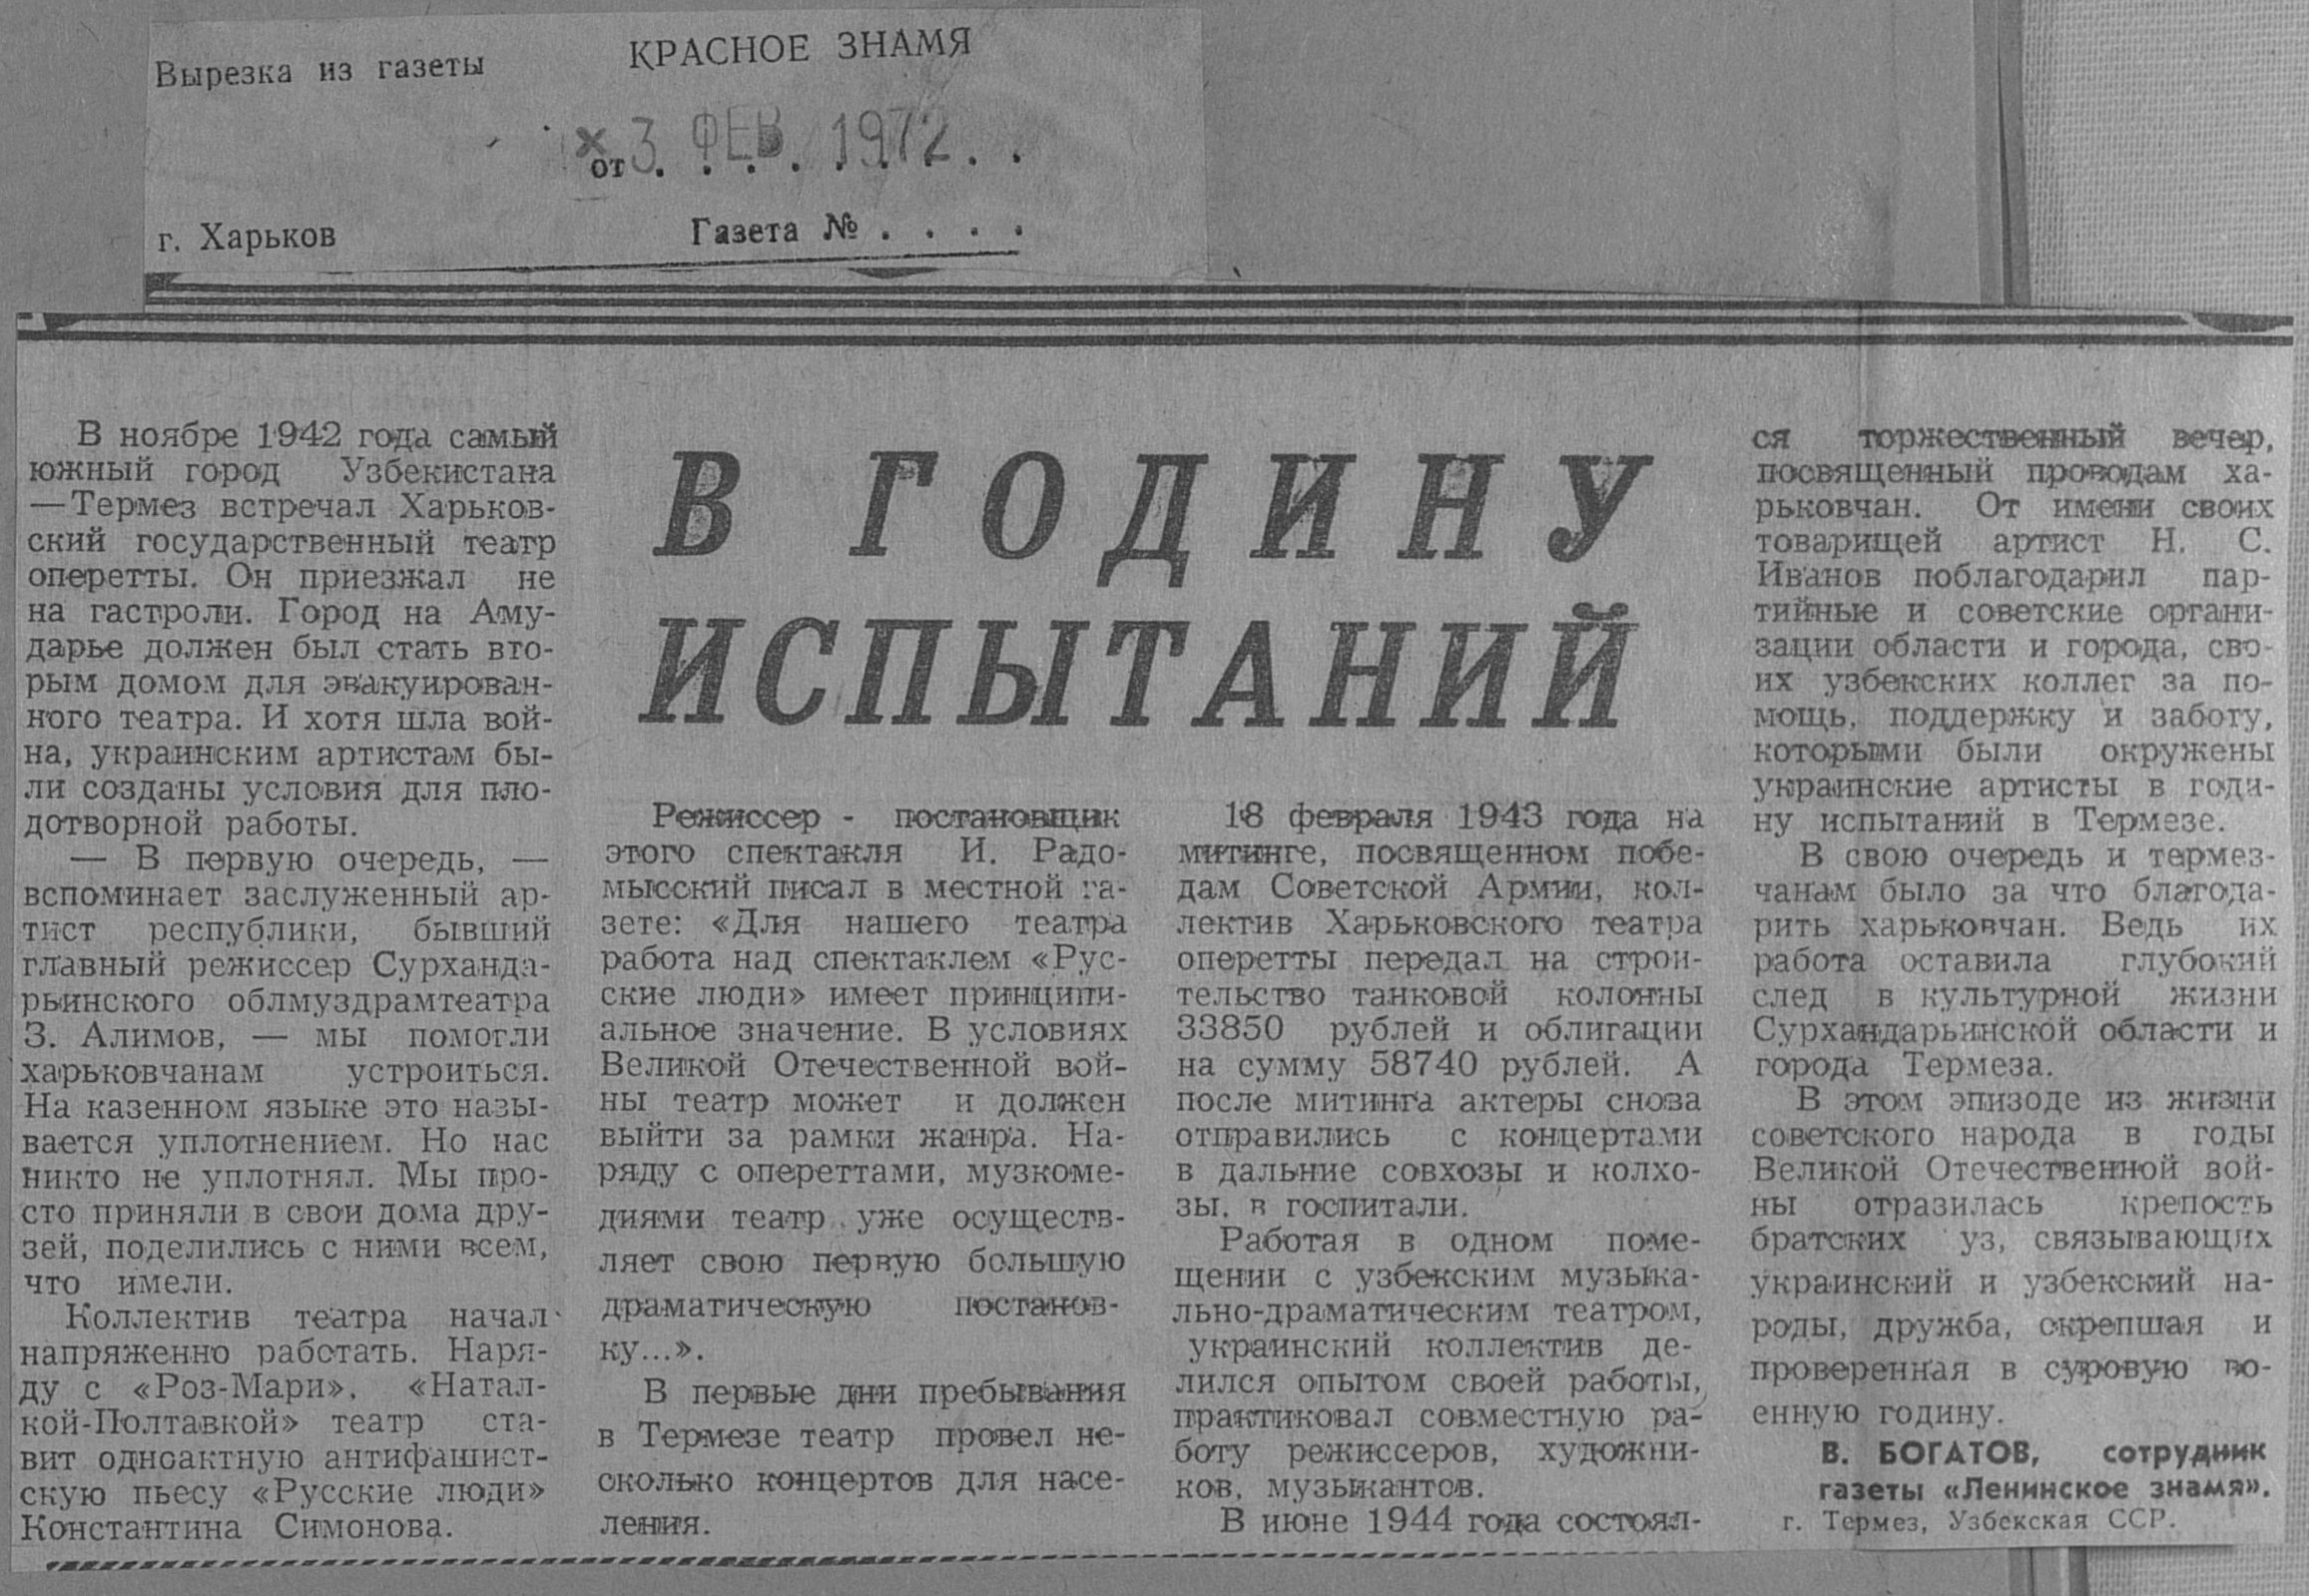 Вырезка из газеты
КРАСНОЕ ЗНАМЯ
от 3 ФЕВ 1972 . .
г. Харьков
Газета № . . . .
В ГОДИНУ
ИСПЫТАНИЙ
В ноябре 1942 года самый
южный город Узбекистана
—Термез встречал Харьков-
ский государственный театр
оперетты. Он приезжал не
на гастроли. Город на Аму-
дарье должен был стать вто-
рым домом для эвакуирован-
ного театра. И хотя шла вой-
на, украинским артистам бы-
ли созданы условия для пло-
дотворной работы.
— В первую очередь, —
вспоминает заслуженный ар-
тист республики, бывший
главный режиссер Сурханда-
рьинского облмуздрамтеатра
З. Алимов, — мы помогли
харьковчанам устроиться.
На казенном языке это назы-
вается уплотнением. Но нас
никто не уплотнял. Мы про-
сто приняли в свои дома дру-
зей, поделились с ними всем,
что имели.
Коллектив театра начал
напряженно работать. Наря-
ду с «Роз-Мари», «Натал-
кой-Полтавкой» театр ста-
вит одноактную антифашист-
скую пьесу «Русские люди»
Константина Симонова.
Режиссер - постановщик
этого спектакля И. Радо-
мысский писал в местной га-
зете: «Для нашего театра
работа над спектаклем «Рус-
ские люди» имеет принципи-
альное значение. В условиях
Великой Отечественной вой-
ны театр может и должен
выйти за рамки жанра. На-
ряду с опереттами, музкоме-
диями театр уже осуществ-
ляет свою первую большую
драматическую постанов-
ку...».
В первые дни пребывания
в Термезе театр провел не-
сколько концертов для насе-
ления.
18 февраля 1943 года на
митинге, посвященном побе-
дам Советской Армии, кол-
лектив Харьковского театра
оперетты передал на строи-
тельство танковой колонны
33850 рублей и облигации
на сумму 58740 рублей. А
после митинга актеры снова
отправились с концертами
в дальние совхозы и колхо-
зы, в госпитали.
Работая в одном поме-
щении с узбекским музыка-
льно-драматическим театром,
украинский коллектив де-
лился опытом своей работы,
практиковал совместную ра-
боту режиссеров, художни-
ков, музыкантов.
В июне 1944 года состоял-
ся торжественный вечер,
посвященный проводам ха-
рьковчан. От имени своих
товарищей артист Н. С.
Иванов поблагодарил пар-
тийные и советские органи-
зации области и города, сво-
их узбекских коллег за по-
мощь, поддержку и заботу,
которыми были окружены
украинские артисты в годи-
ну испытаний в Термезе.
В свою очередь и термез-
чанам было за что благода-
рить харьковчан. Ведь их
работа оставила глубокий
след в культурной жизни
Сурхандарьинской области и
города Термеза.
В этом эпизоде из жизни
советского народа в годы
Великой Отечественной вой-
ны отразилась крепость
братских уз, связывающих
украинский и узбекский на-
роды, дружба, окрепшая и
проверенная в суровую во-
енную годину.
В. БОГАТОВ, сотрудник
газеты «Ленинское знамя».
г. Термез, Узбекская ССР.